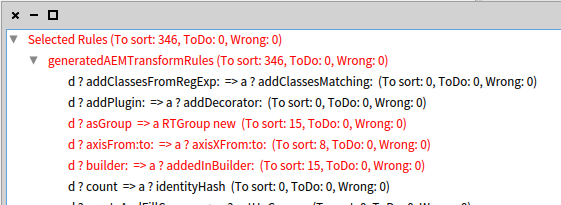 Selected Rules (To sort: 346, ToDo: 0, Wrong: 0)
generatedAEMTransformRules (To sort: 346, ToDo: 0, Wrong: 0)
d ? addClassesFromRegExp: => a ? addClassesMatching: (To sort: 0, ToDo: 0, Wrong: 0)
d ? addPlugin: => a ? addDecorator: (To sort: 0, ToDo: 0, Wrong: 0)
d ? asGroup => a RTGroup new (To sort: 15, ToDo: 0, Wrong: 0)
d ? axisFrom:to: => a ? axisXFrom:to: (To sort: 8, ToDo: 0, Wrong: 0)
d ? builder: => a ? addedInBuilder: (To sort: 15, ToDo: 0, Wrong: 0)
d ? count => a ? identityHash (To sort: 0, ToDo: 0, Wrong: 0)